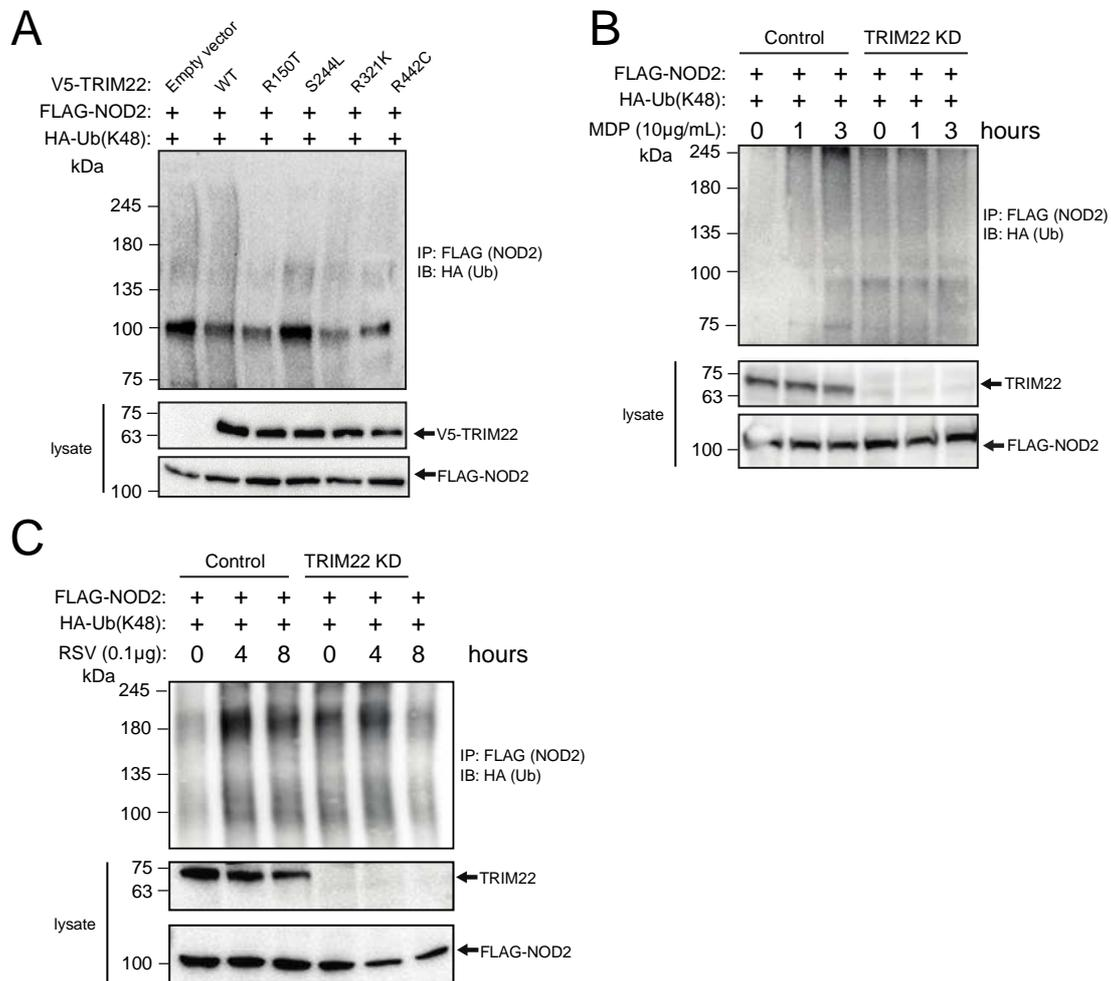 A
V5-TRIM22: Empty vector WT R150T S244L R321K R442C
FLAG-NOD2: + + + + + +
HA-Ub(K48): + + + + + +
kDa
245
180
135
100
75
IP: FLAG (NOD2)
IB: HA (Ub)
lysate
75
63
V5-TRIM22
100
FLAG-NOD2
B
Control TRIM22 KD
FLAG-NOD2: + + + + + +
HA-Ub(K48): + + + + + +
MDP (10µg/mL): 0 1 3 0 1 3 hours
kDa
245
180
135
100
75
IP: FLAG (NOD2)
IB: HA (Ub)
lysate
75
63
TRIM22
100
FLAG-NOD2
C
Control TRIM22 KD
FLAG-NOD2: + + + + + +
HA-Ub(K48): + + + + + +
RSV (0.1µg): 0 4 8 0 4 8 hours
kDa
245
180
135
100
IP: FLAG (NOD2)
IB: HA (Ub)
lysate
75
63
TRIM22
100
FLAG-NOD2